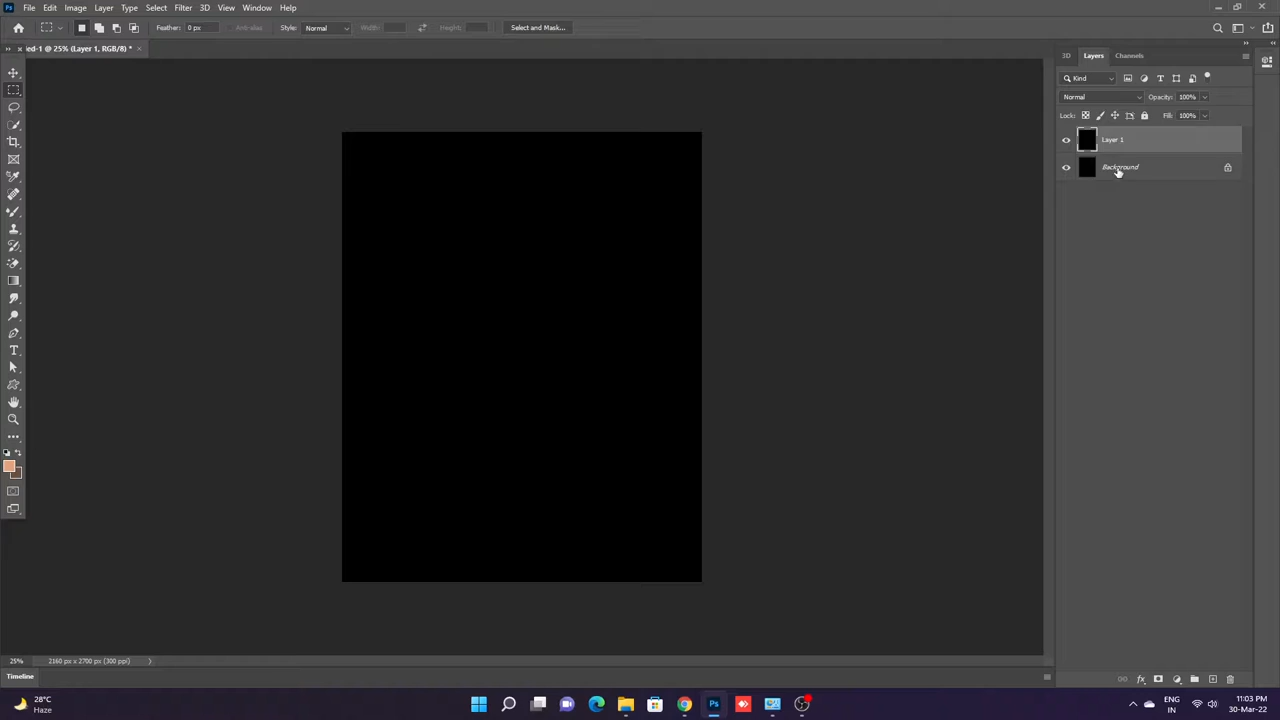 Ps File Edit Image Layer Type Select Filter 3D View Window Help
Feather: 0 px Anti-alias Style: Normal Width: Height: Select and Mask...
ed-1 @ 25% (Layer 1, RGB/8) *
3D Layers Channels
Kind
Normal Opacity: 100%
Lock: Fill: 100%
Layer 1
Background
25% 2160 px x 2700 px (300 ppi)
Timeline
28°C
Haze
ENG
IN
11:03 PM
30-Mar-22